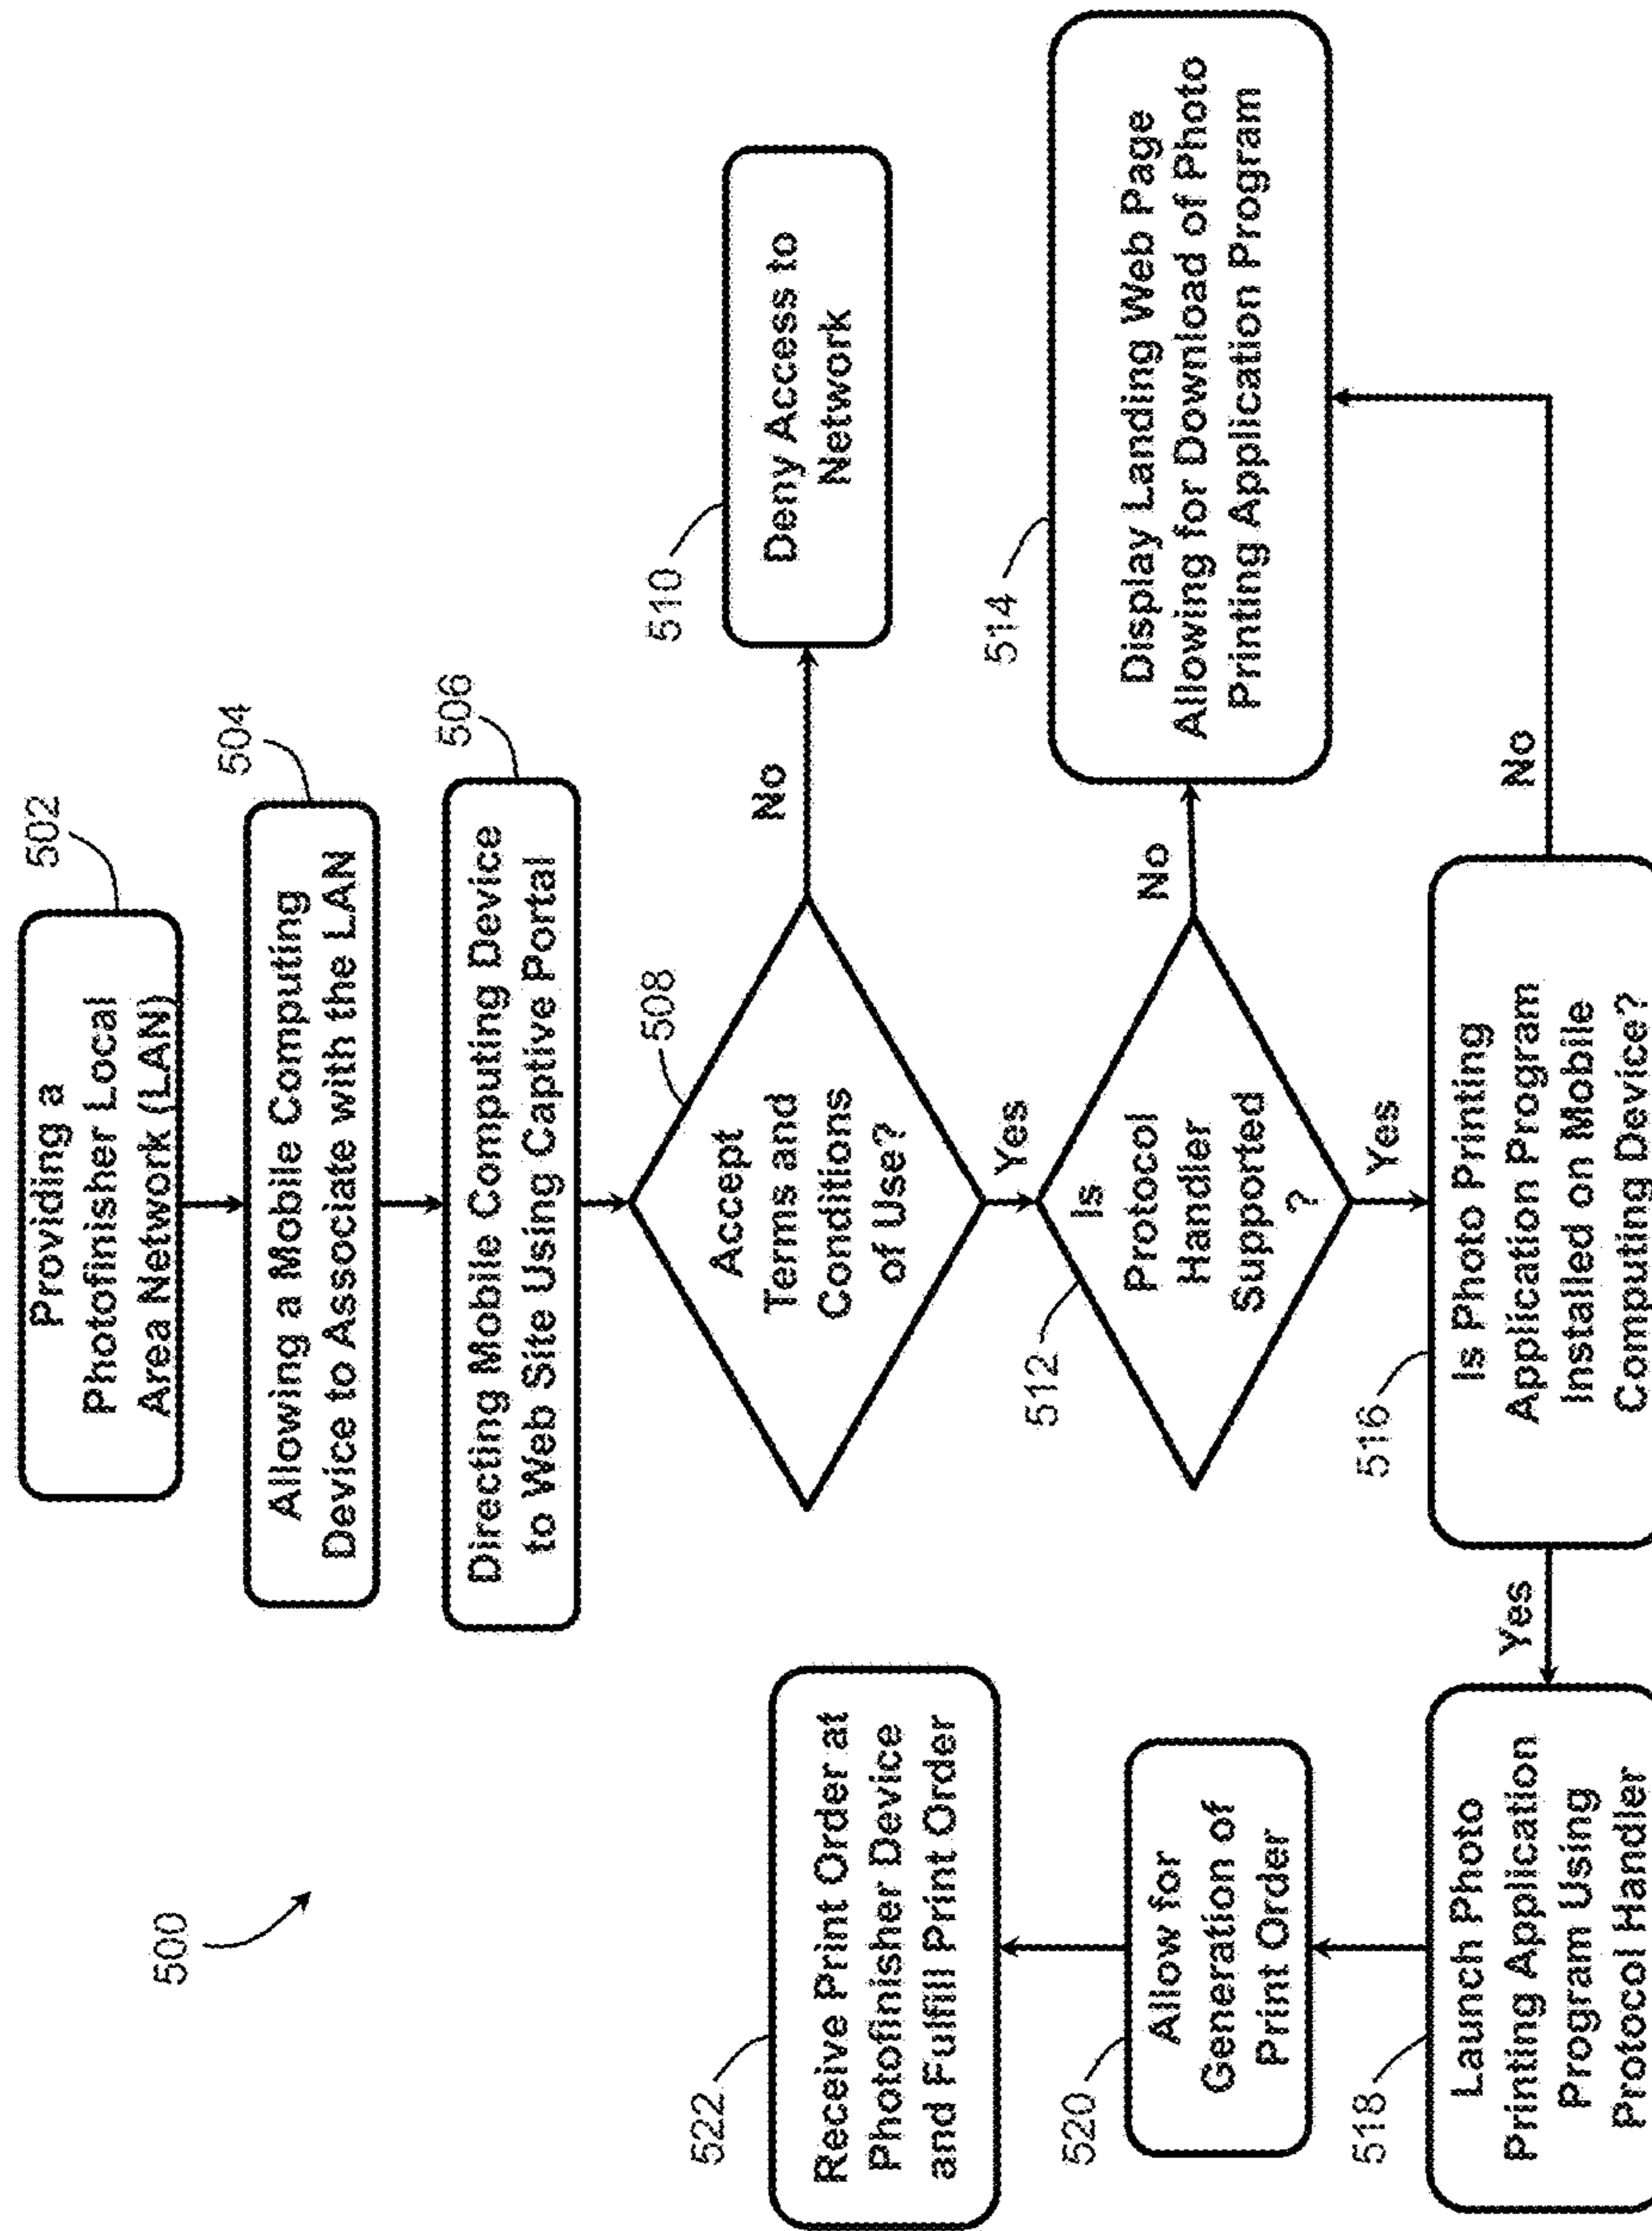 500
502
Providing a
Photofinisher Local
Area Network (LAN)
504
Allowing a Mobile Computing
Device to Associate with the LAN
506
Directing Mobile Computing Device
to Web Site Using Captive Portal
508
Accept
Terms and
Conditions
of Use?
No
510
Deny Access to
Network
Yes
512
Is
Protocol
Handler
Supported
?
No
514
Display Landing Web Page
Allowing for Download of Photo
Printing Application Program
Yes
516
Is Photo Printing
Application Program
Installed on Mobile
Computing Device?
No
Yes
518
Launch Photo
Printing Application
Program Using
Protocol Handler
520
Allow for
Generation of
Print Order
522
Receive Print Order at
Photofinisher Device
and Fulfill Print Order